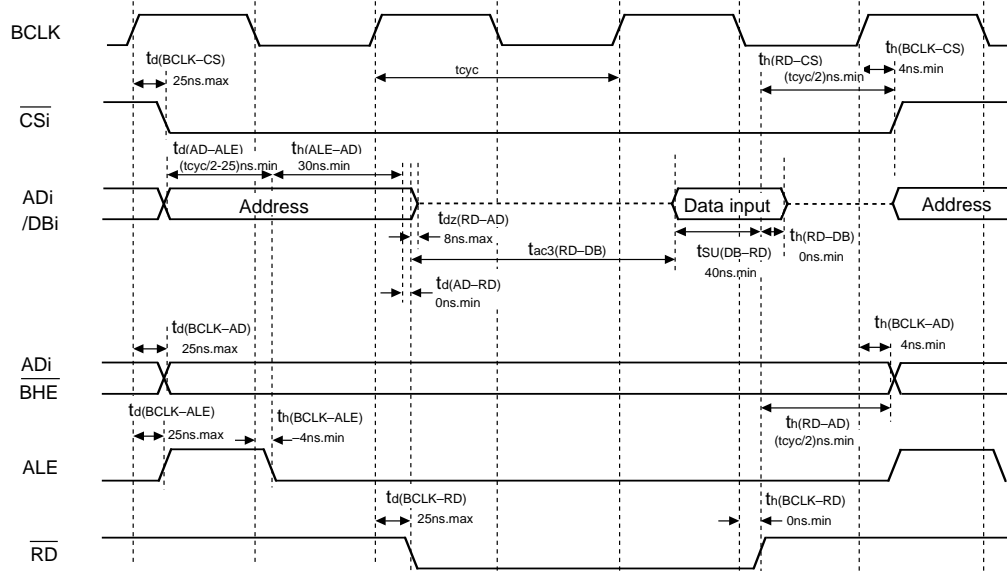 BCLK
td(BCLK–CS)
25ns.max
tcyc
th(RD–CS)
(tcyc/2)ns.min
th(BCLK–CS)
4ns.min
CSi
td(AD–ALE)
(tcyc/2-25)ns.min
th(ALE–AD)
30ns.min
ADi
/DBi
Address
Data input
Address
tdz(RD–AD)
8ns.max
tac3(RD–DB)
tSU(DB–RD)
40ns.min
th(RD–DB)
0ns.min
td(AD–RD)
0ns.min
td(BCLK–AD)
25ns.max
th(BCLK–AD)
4ns.min
ADi
BHE
td(BCLK–ALE)
25ns.max
th(BCLK–ALE)
–4ns.min
th(RD–AD)
(tcyc/2)ns.min
ALE
td(BCLK–RD)
25ns.max
th(BCLK–RD)
0ns.min
RD